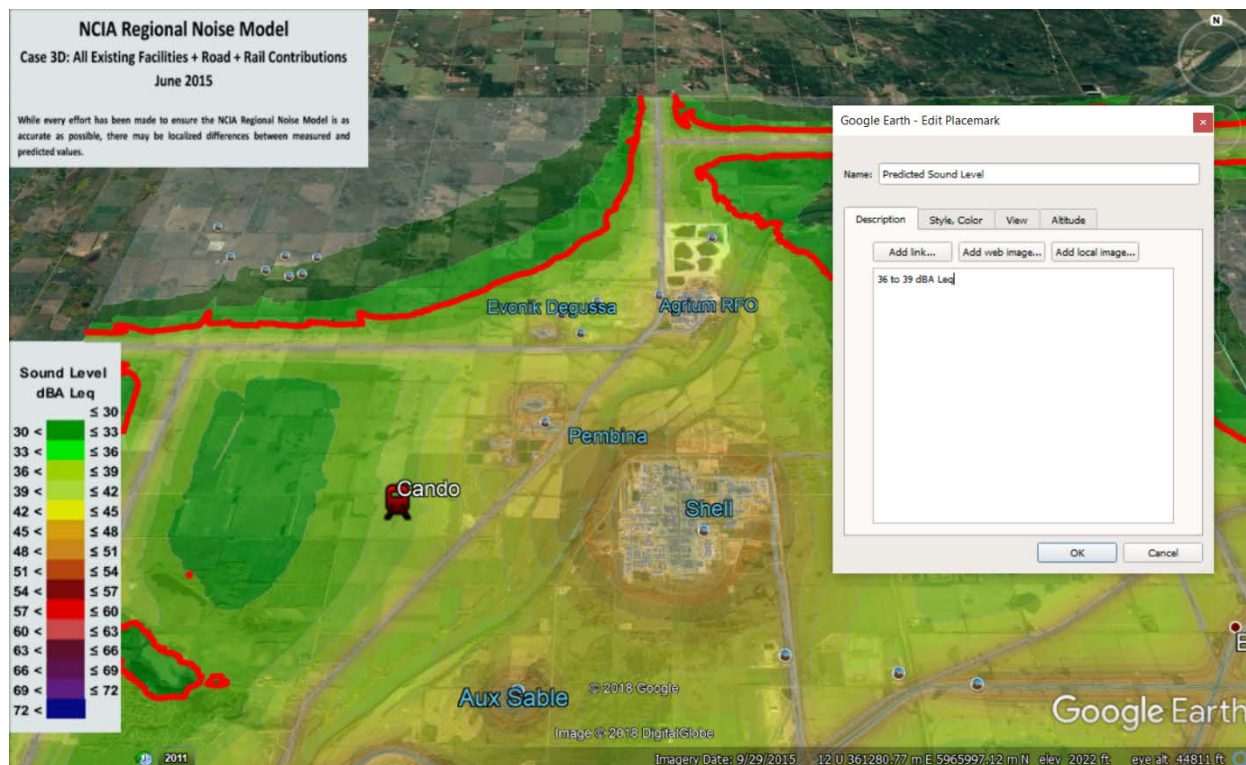 NCIA Regional Noise Model
Case 3D: All Existing Facilities + Road + Rail Contributions
June 2015
While every effort has been made to ensure the NCIA Regional Noise Model is as
accurate as possible, there may be localized differences between measured and
predicted values.
N
Google Earth - Edit Placemark
Name: Predicted Sound Level
Description Style, Color View Altitude
Add link... Add web image... Add local image...
36 to 39 dBA Leq
OK Cancel
Evonik Degussa
Agrium RFO
Pembina
Cando
Shell
Aux Sable
Sound Level
dBA Leq
≤ 30
30 < ≤ 33
33 < ≤ 36
36 < ≤ 39
39 < ≤ 42
42 < ≤ 45
45 < ≤ 48
48 < ≤ 51
51 < ≤ 54
54 < ≤ 57
57 < ≤ 60
60 < ≤ 63
63 < ≤ 66
66 < ≤ 69
69 < ≤ 72
72 <
© 2018 Google
Image © 2018 DigitalGlobe
Google Earth
2011
Imagery Date: 9/29/2015 12 U 361280.77 m E 5965997.12 m N elev 2022 ft eye alt 44811 ft